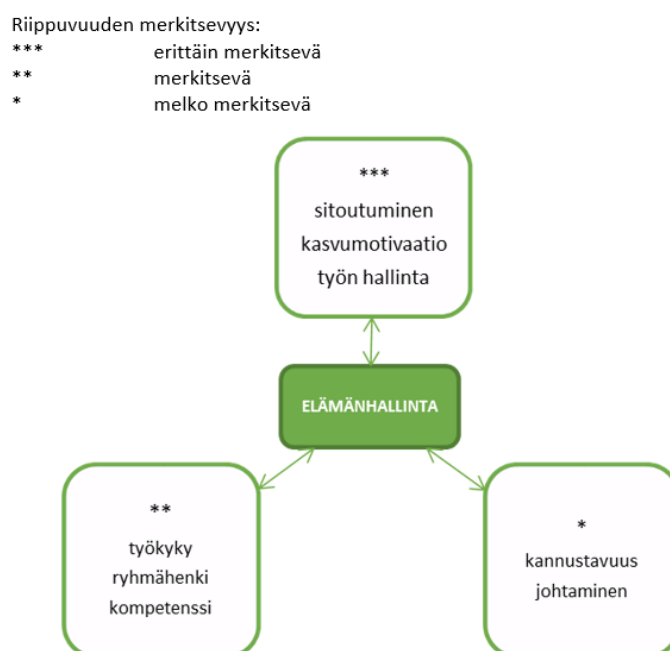 Riippuvuuden merkitsevyys:
*** erittäin merkitsevä
** merkitsevä
* melko merkitsevä
***
sitoutuminen
kasvumotivaatio
työn hallinta
ELÄMÄNHALLINTA
**
työkyky
ryhmähenki
kompetenssi
*
kannustavuus
johtaminen